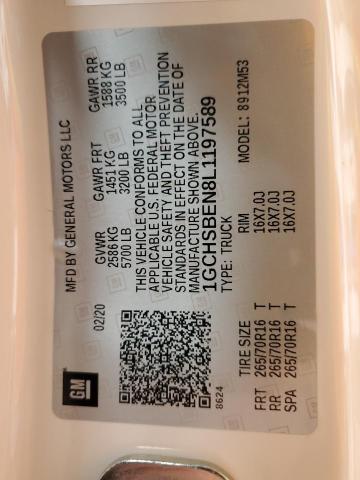 GM
MFD BY GENERAL MOTORS LLC
02/20 GVWR GAWR FRT GAWR RR
2586 KG 1451 KG 1588 KG
5700 LB 3200 LB 3500 LB
THIS VEHICLE CONFORMS TO ALL
APPLICABLE U.S. FEDERAL MOTOR
VEHICLE SAFETY AND THEFT PREVENTION
STANDARDS IN EFFECT ON THE DATE OF
MANUFACTURE SHOWN ABOVE.
1GCHSBEN8L1197589
8624 TYPE: TRUCK MODEL: 8912M53
TIRE SIZE RIM
FRT 265/70R16 T 16X7.0J
RR 265/70R16 T 16X7.0J
SPA 265/70R16 T 16X7.0J